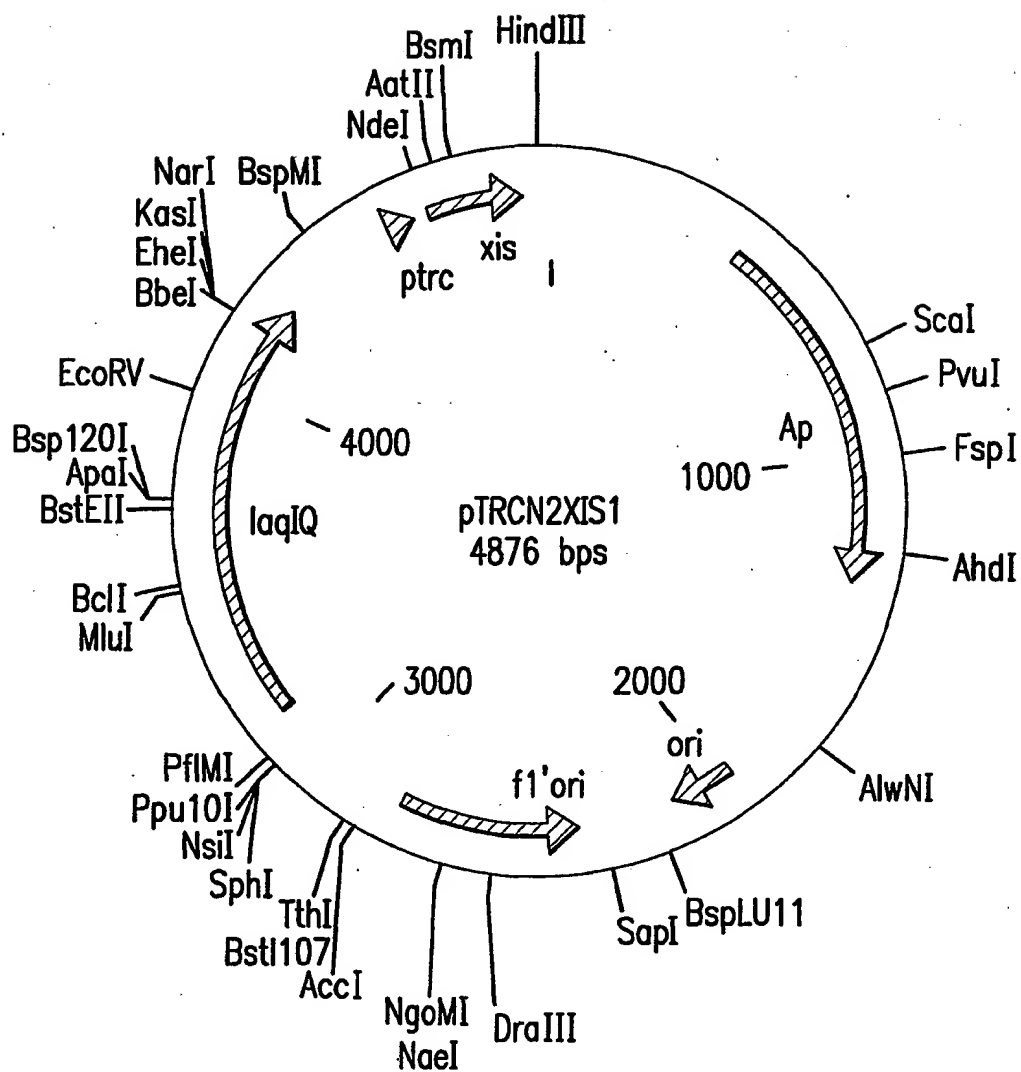 HindIII
BsmI
AatII
NdeI
NarI
BspMI
KasI
EheI
BbeI
EcoRV
Bsp120I
ApaI
BstEII
BclI
MluI
PflMI
Ppu10I
NsiI
SphI
TthI
BstI107
AccI
NgoMI
NaeI
DraIII
SapI
BspLU11
AlwNI
AhdI
FspI
PvuI
ScaI
ptrc
xis
1
Ap
1000
4000
laqIQ
pTRCN2XIS1
4876 bps
3000
2000
ori
f1'ori